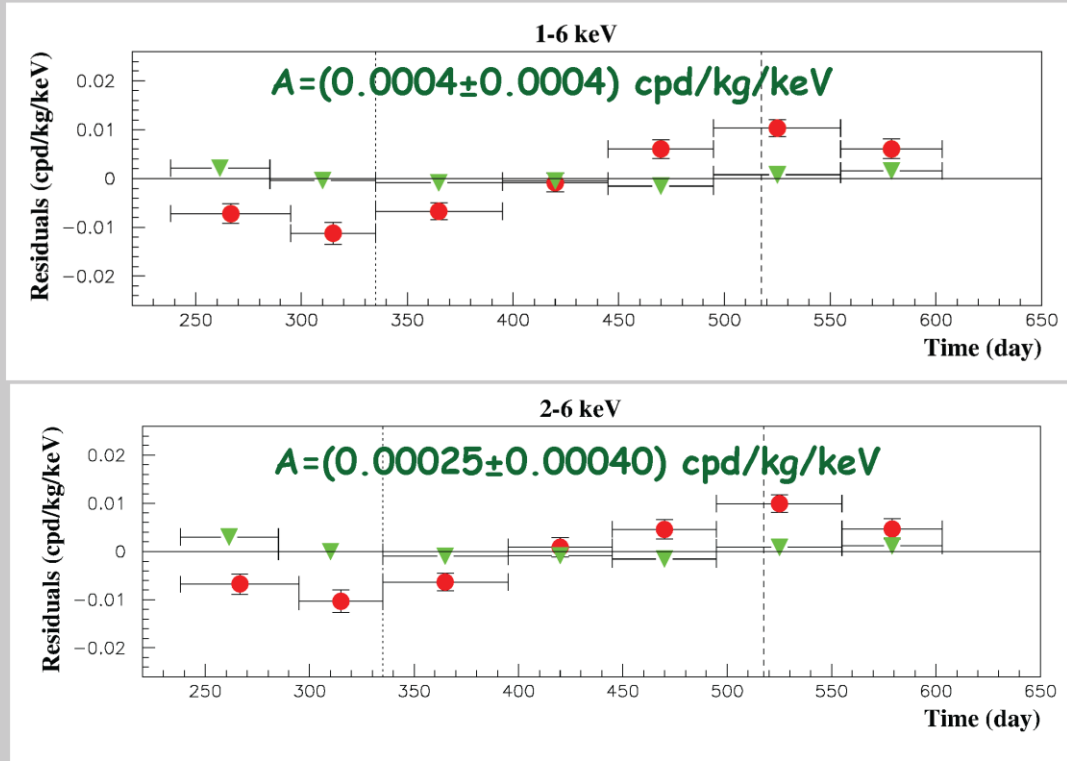 1-6 keV
A=(0.0004±0.0004) cpd/kg/keV
Residuals (cpd/kg/keV)
0.02
0.01
0
−0.01
−0.02
250 300 350 400 450 500 550 600 650
Time (day)
2-6 keV
A=(0.00025±0.00040) cpd/kg/keV
Residuals ((cpd/kg/keV)
0.02
0.01
0
−0.01
−0.02
250 300 350 400 450 500 550 600 650
Time (day)